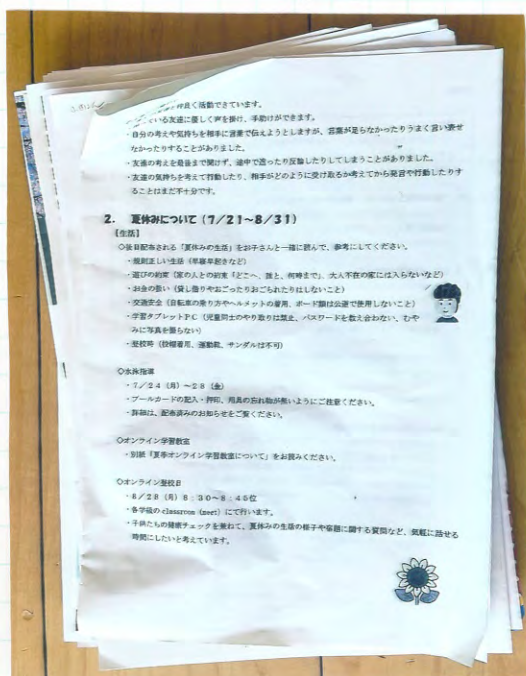 仲良く活動できています。
いる友達に優しく声を掛け、手助けができます。
・自分の考えや気持ちを相手に言葉で伝えようとしますが、言葉が足らなかったりうまく言い表せ
なかったりすることがありました。
・友達の考えを最後まで聞けず、途中で遮ったり反論したりしてしまうことがありました。
・友達の気持ちを考えて行動したり、相手がどのように受け取るか考えてから発言や行動したりす
ることはまだ不十分です。
2. 夏休みについて（7/21～8/31）
【生活】
◇後日配布される「夏休みの生活」をお子さんと一緒に読んで、参考にしてください。
・規則正しい生活（早寝早起きなど）
・遊びの約束（家の人との約束「どこへ、誰と、何時まで」大人不在の家には入らないなど）
・お金の扱い（貸し借りやおごったりおごられたりはしないこと）
・交通安全（自転車の乗り方やヘルメットの着用、ボード類は公道で使用しないこと）
・学習タブレットPC（児童同士のやり取りは禁止、パスワードを教え合わない、むや
みに写真を撮らない）
・登校時（校帽着用、運動靴、サンダルは不可）
◇水泳指導
・7/24（月）～28（金）
・プールカードの記入・押印、用具の忘れ物が無いようにご注意ください。
・詳細は、配布済みのお知らせをご覧ください。
◇オンライン学習教室
・別紙「夏季オンライン学習教室について」をお読みください。
◇オンライン登校日
・8/28（月）8：30～8：45位
・各学級の classroom（meet）にて行います。
・子供たちの健康チェックを兼ねて、夏休みの生活の様子や宿題に関する質問など、気軽に話せる
時間にしたいと考えています。